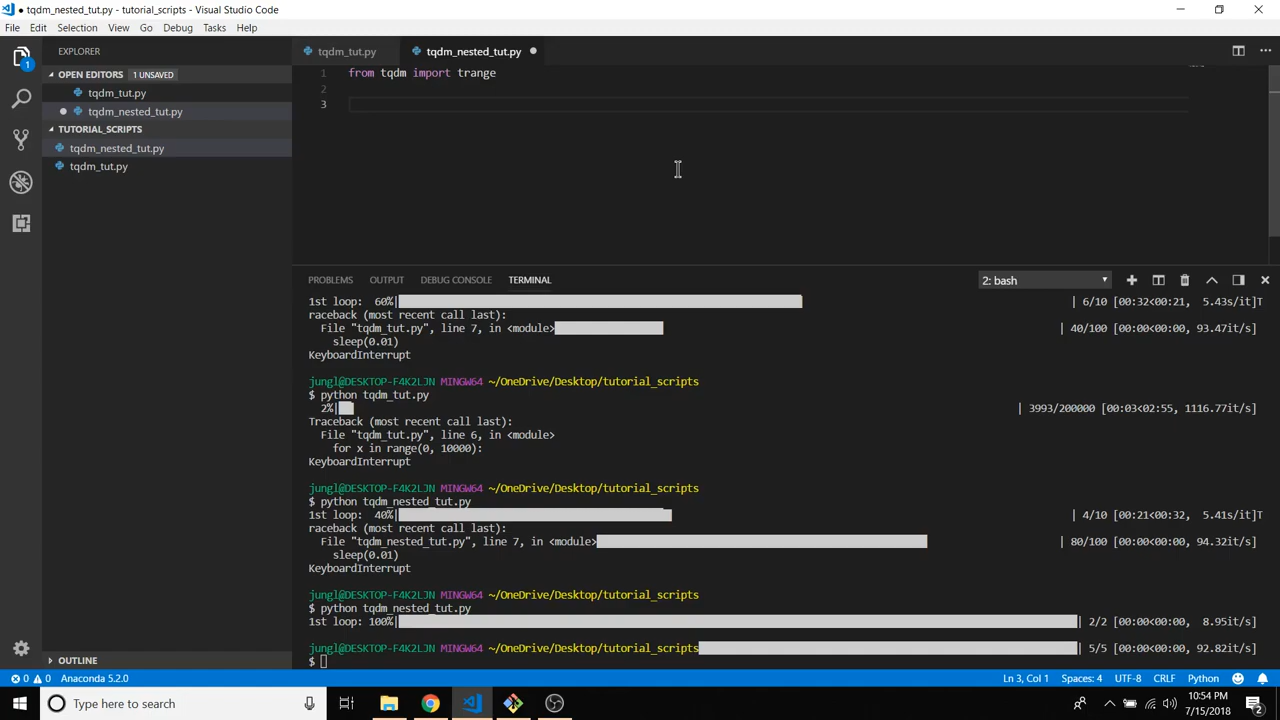 tqdm_nested_tut.py - tutorial_scripts - Visual Studio Code
File Edit Selection View Go Debug Tasks Help
EXPLORER
tqdm_tut.py
tqdm_nested_tut.py
OPEN EDITORS 1 UNSAVED
tqdm_tut.py
tqdm_nested_tut.py
TUTORIAL_SCRIPTS
tqdm_nested_tut.py
tqdm_tut.py
OUTLINE
1 from tqdm import trange
2
3
PROBLEMS OUTPUT DEBUG CONSOLE TERMINAL
2: bash
1st loop: 60%| | 6/10 [00:32<00:21, 5.43s/it]T
raceback (most recent call last):
File "tqdm_tut.py", line 7, in <module> | 40/100 [00:00<00:00, 93.47it/s]
sleep(0.01)
KeyboardInterrupt
jungl@DESKTOP-F4K2LJN MINGW64 ~/OneDrive/Desktop/tutorial_scripts
$ python tqdm_tut.py
2%| | 3993/200000 [00:03<02:55, 1116.77it/s]
Traceback (most recent call last):
File "tqdm_tut.py", line 6, in <module>
for x in range(0, 10000):
KeyboardInterrupt
jungl@DESKTOP-F4K2LJN MINGW64 ~/OneDrive/Desktop/tutorial_scripts
$ python tqdm_nested_tut.py
1st loop: 40%| | 4/10 [00:21<00:32, 5.41s/it]T
raceback (most recent call last):
File "tqdm_nested_tut.py", line 7, in <module> | 80/100 [00:00<00:00, 94.32it/s]
sleep(0.01)
KeyboardInterrupt
jungl@DESKTOP-F4K2LJN MINGW64 ~/OneDrive/Desktop/tutorial_scripts
$ python tqdm_nested_tut.py
1st loop: 100%| | 2/2 [00:00<00:00, 8.95it/s]
jungl@DESKTOP-F4K2LJN MINGW64 ~/OneDrive/Desktop/tutorial_scripts | 5/5 [00:00<00:00, 92.82it/s]
$
0 0 Anaconda 5.2.0
Ln 3, Col 1 Spaces: 4 UTF-8 CRLF Python
Type here to search
10:54 PM
7/15/2018
1
2